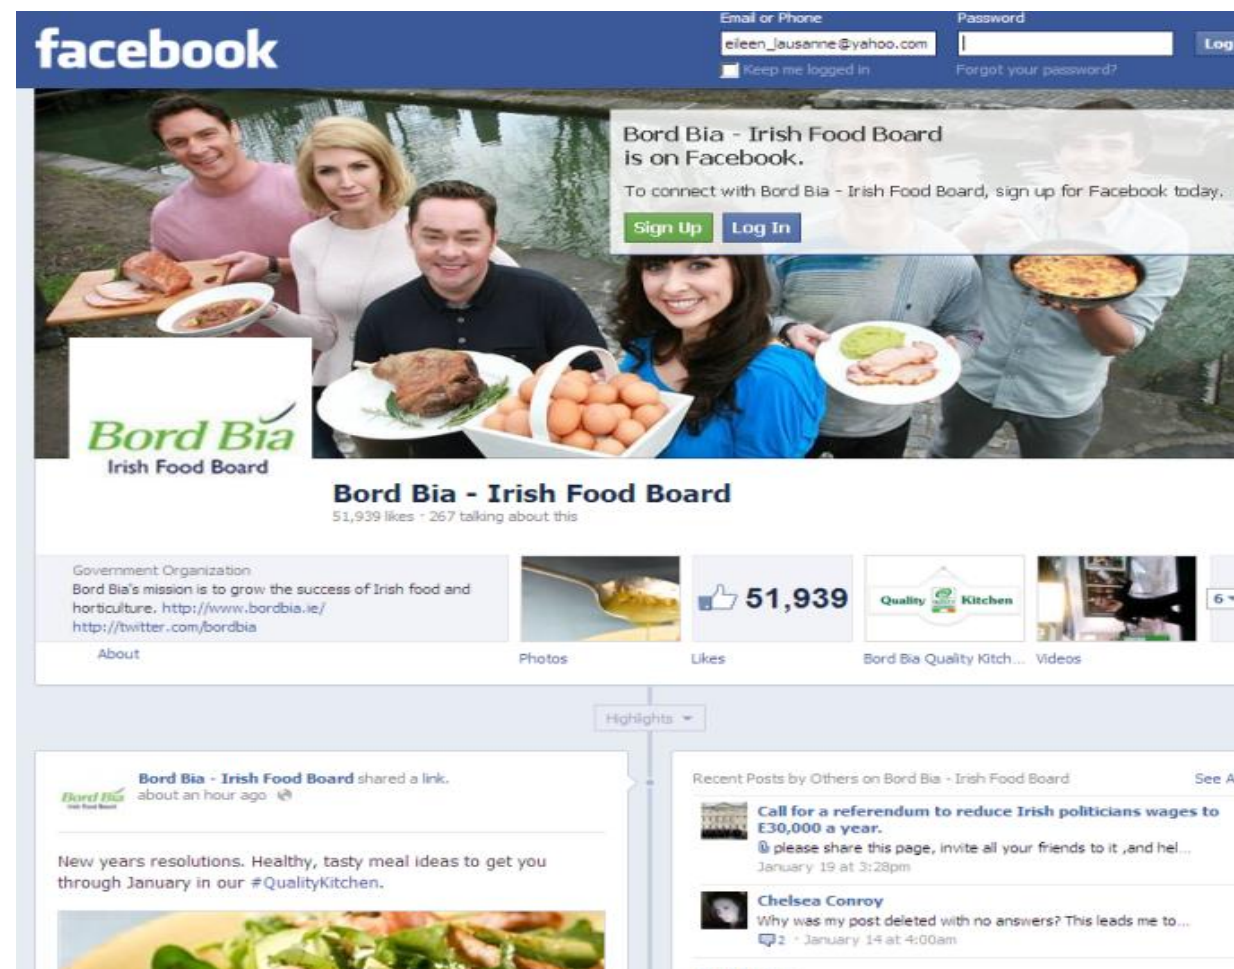 facebook
Email or Phone
Password
eileen_lausanne@yahoo.com
Log
Keep me logged in
Forgot your password?
Bord Bia - Irish Food Board
is on Facebook.
To connect with Bord Bia - Irish Food Board, sign up for Facebook today.
Sign Up
Log In
Bord Bia
Irish Food Board
Bord Bia - Irish Food Board
51,939 likes · 267 talking about this
Government Organization
Bord Bia's mission is to grow the success of Irish food and
horticulture. http://www.bordbia.ie/
http://twitter.com/bordbia
About
Photos
51,939
Likes
Quality Kitchen
Bord Bia Quality Kitch...
Videos
6
Highlights
Bord Bia - Irish Food Board shared a link.
about an hour ago
Bord Bia
Irish Food Board
New years resolutions. Healthy, tasty meal ideas to get you
through January in our #QualityKitchen.
Recent Posts by Others on Bord Bia - Irish Food Board
See A
Call for a referendum to reduce Irish politicians wages to
E30,000 a year.
please share this page, invite all your friends to it ,and hel...
January 19 at 3:28pm
Chelsea Conroy
Why was my post deleted with no answers? This leads me to...
2 · January 14 at 4:00am